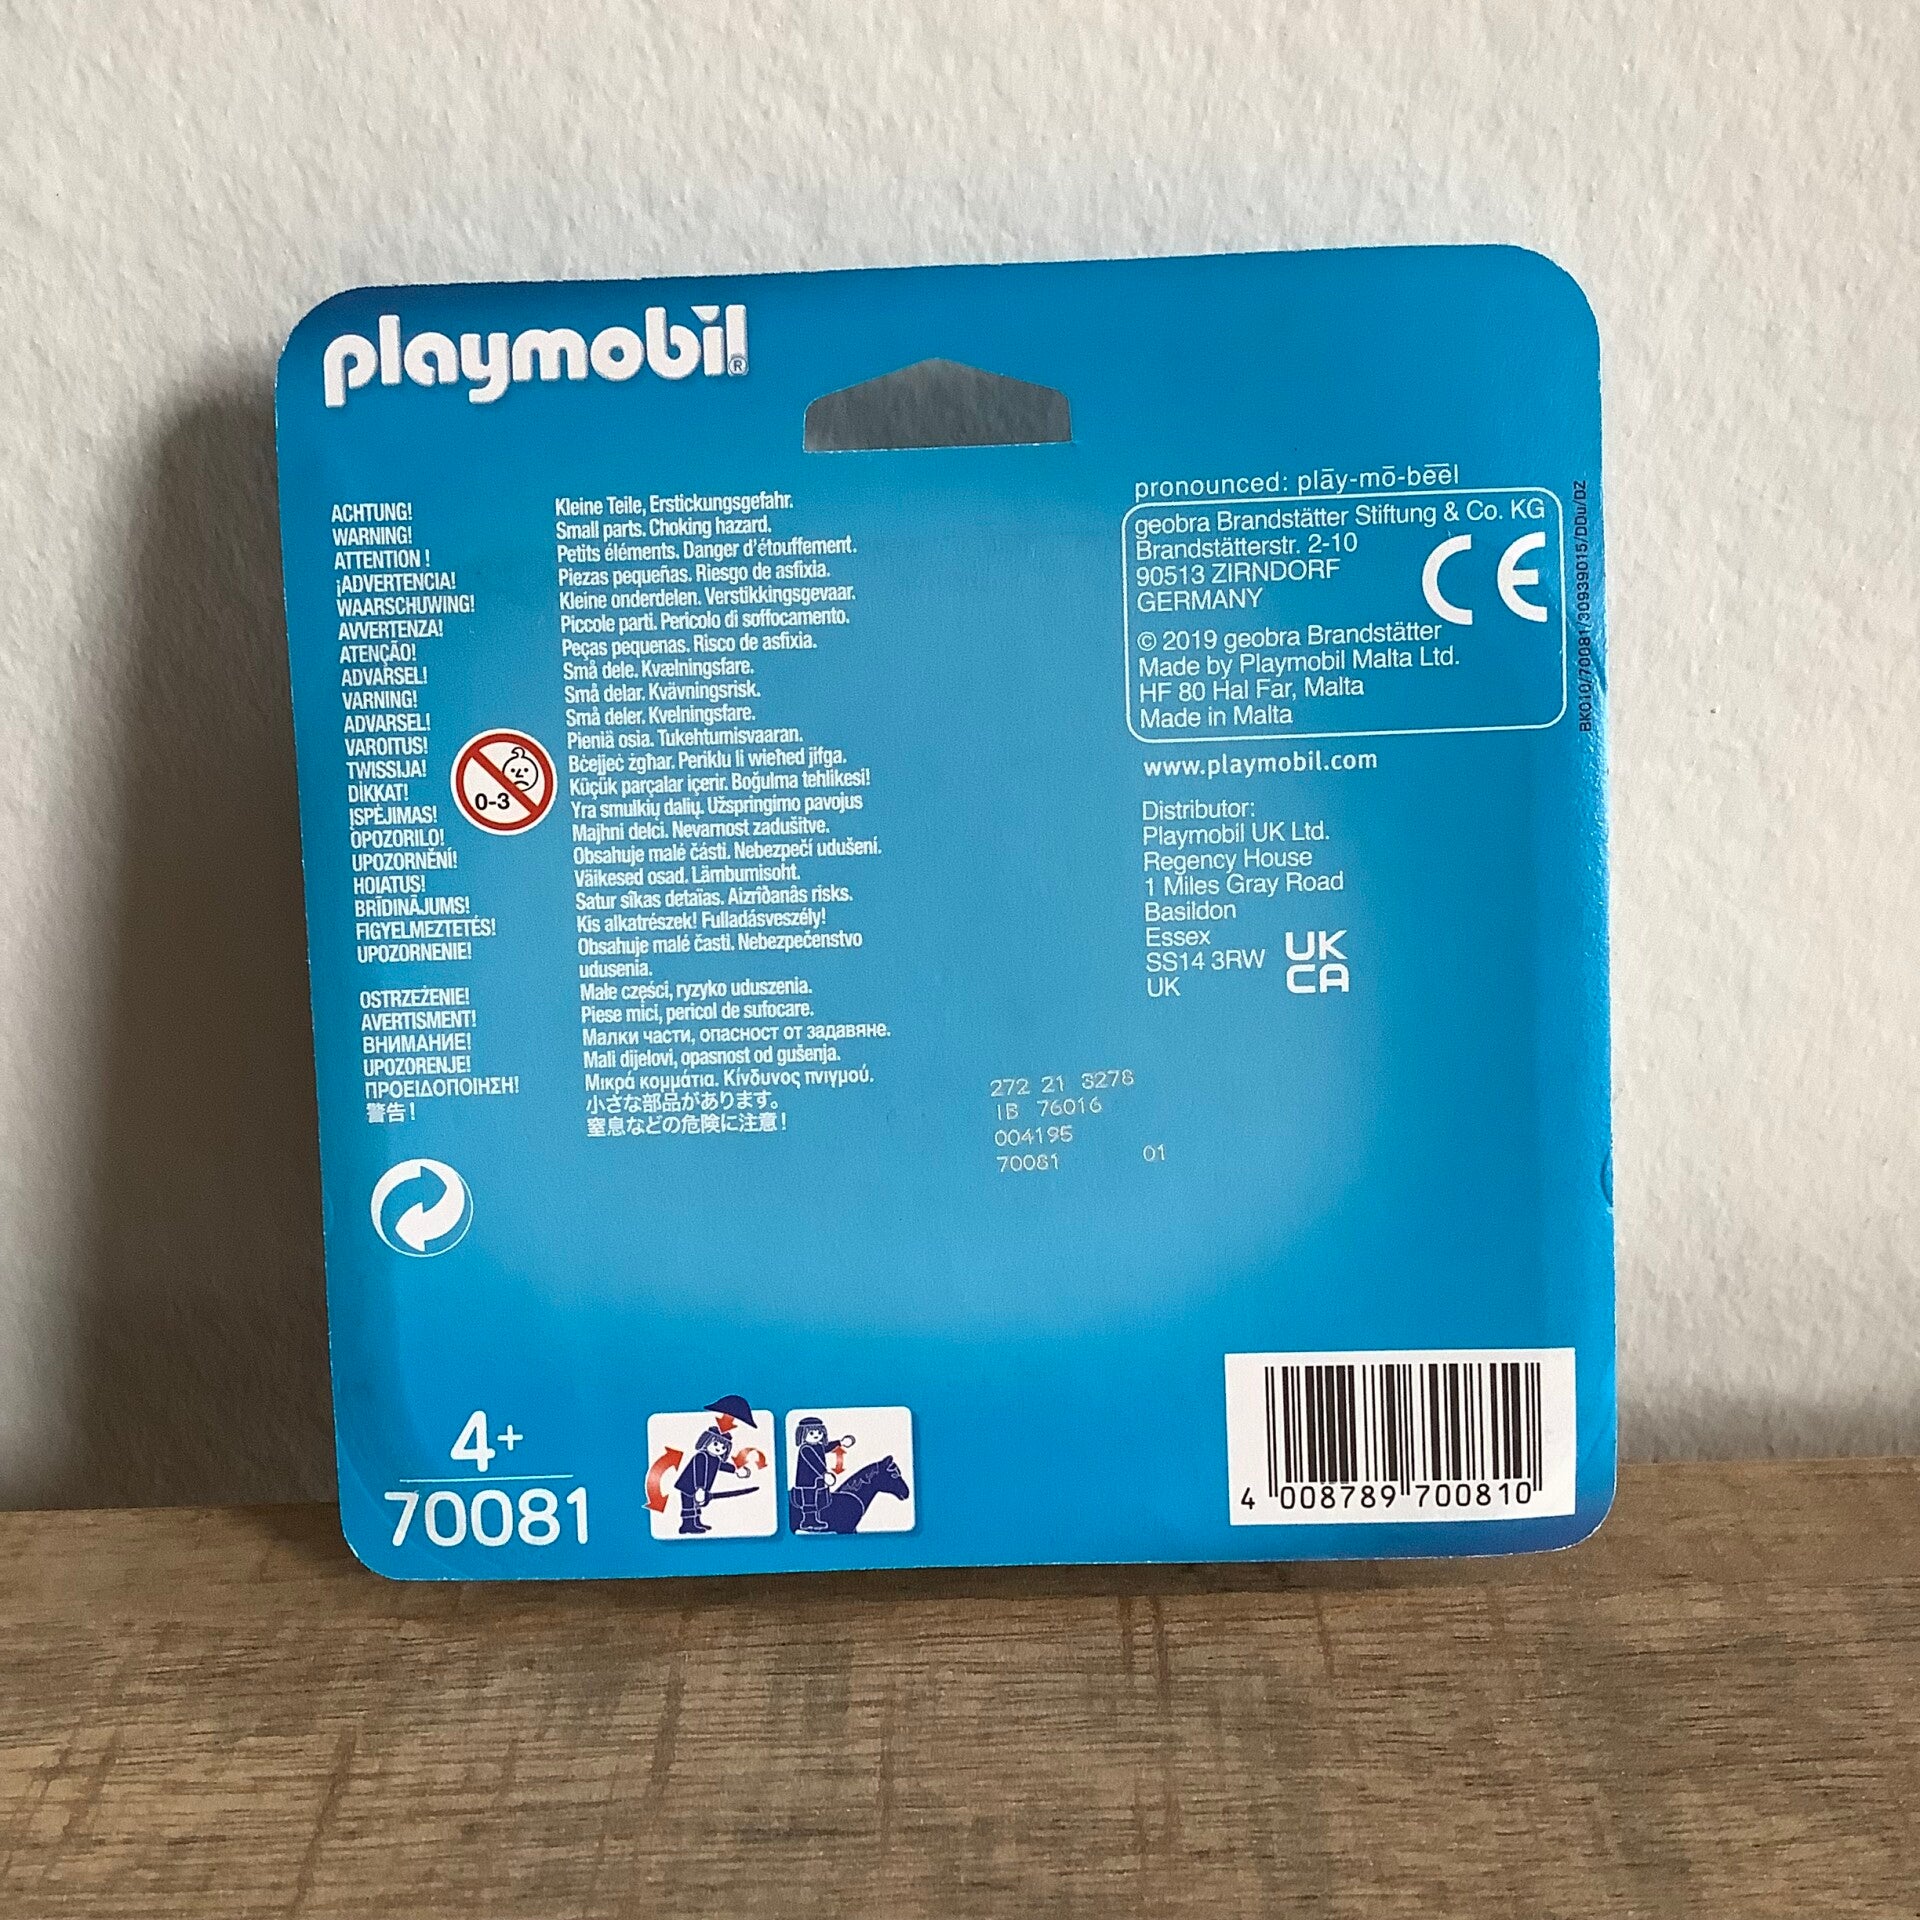 playmobil®
ACHTUNG! Kleine Teile, Erstickungsgefahr.
WARNING! Small parts. Choking hazard.
ATTENTION ! Petits éléments. Danger d'étouffement.
¡ADVERTENCIA! Piezas pequeñas. Riesgo de asfixia.
WAARSCHUWING! Kleine onderdelen. Verstikkingsgevaar.
AVVERTENZA! Piccole parti. Pericolo di soffocamento.
ATENÇÃO! Peças pequenas. Risco de asfixia.
ADVARSEL! Små dele. Kvælningsfare.
VARNING! Små delar. Kvävningsrisk.
ADVARSEL! Små deler. Kvelningsfare.
VAROITUS! Pieniä osia. Tukehtumisvaaran.
TWISSIJA! Bċejjeċ żgħar. Periklu li wieħed jifga.
DİKKAT! Küçük parçalar içerir. Boğulma tehlikesi!
ĮSPĖJIMAS! Yra smulkių dalių. Užspringimo pavojus
OPOZORILO! Majhni delci. Nevarnost zadušitve.
UPOZORNĚNÍ! Obsahuje malé části. Nebezpečí udušení.
HOIATUS! Väikesed osad. Lämbumisoht.
BRĪDINĀJUMS! Satur sīkas detaïas. Aizrîðanâs risks.
FIGYELMEZTETÉS! Kis alkatrészek! Fulladásveszély!
UPOZORNENIE! Obsahuje malé časti. Nebezpečenstvo
udusenia.
OSTRZEŻENIE! Małe części, ryzyko uduszenia.
AVERTISMENT! Piese mici, pericol de sufocare.
ВНИМАНИЕ! Малки части, опасност от задавяне.
UPOZORENJE! Mali dijelovi, opasnost od gušenja.
ΠΡΟΕΙΔΟΠΟΙΗΣΗ! Μικρά κομμάτια. Κίνδυνος πνιγμού.
警告! 小さな部品があります。
窒息などの危険に注意!
0-3
pronounced: plāy-mō-bēēl
geobra Brandstätter Stiftung & Co. KG
Brandstätterstr. 2-10
90513 ZIRNDORF
GERMANY
CE
© 2019 geobra Brandstätter
Made by Playmobil Malta Ltd.
HF 80 Hal Far, Malta
Made in Malta
BK010/70081/30939015/DDu/DZ
www.playmobil.com
Distributor:
Playmobil UK Ltd.
Regency House
1 Miles Gray Road
Basildon
Essex
SS14 3RW
UK
UK
CA
272 21 3278
IB 76016
004195
70081 01
4+
70081
4 008789 700810